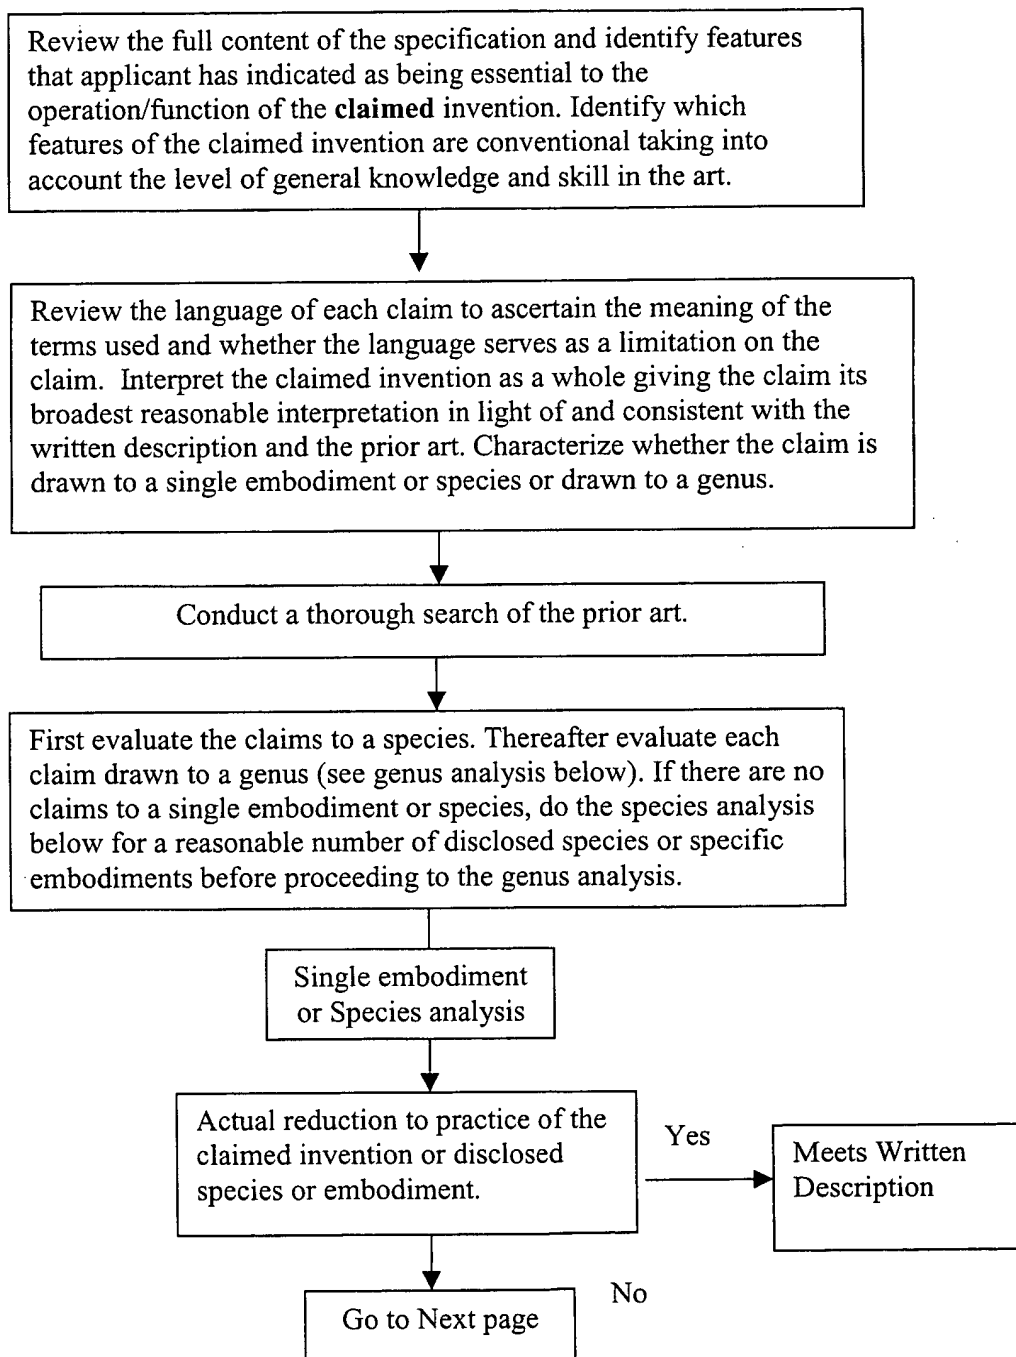 Review the full content of the specification and identify features
that applicant has indicated as being essential to the
operation/function of the claimed invention. Identify which
features of the claimed invention are conventional taking into
account the level of general knowledge and skill in the art.
Review the language of each claim to ascertain the meaning of the
terms used and whether the language serves as a limitation on the
claim. Interpret the claimed invention as a whole giving the claim its
broadest reasonable interpretation in light of and consistent with the
written description and the prior art. Characterize whether the claim is
drawn to a single embodiment or species or drawn to a genus.
Conduct a thorough search of the prior art.
First evaluate the claims to a species. Thereafter evaluate each
claim drawn to a genus (see genus analysis below). If there are no
claims to a single embodiment or species, do the species analysis
below for a reasonable number of disclosed species or specific
embodiments before proceeding to the genus analysis.
Single embodiment
or Species analysis
Actual reduction to practice of the
claimed invention or disclosed
species or embodiment.
Yes
Meets Written
Description
No
Go to Next page